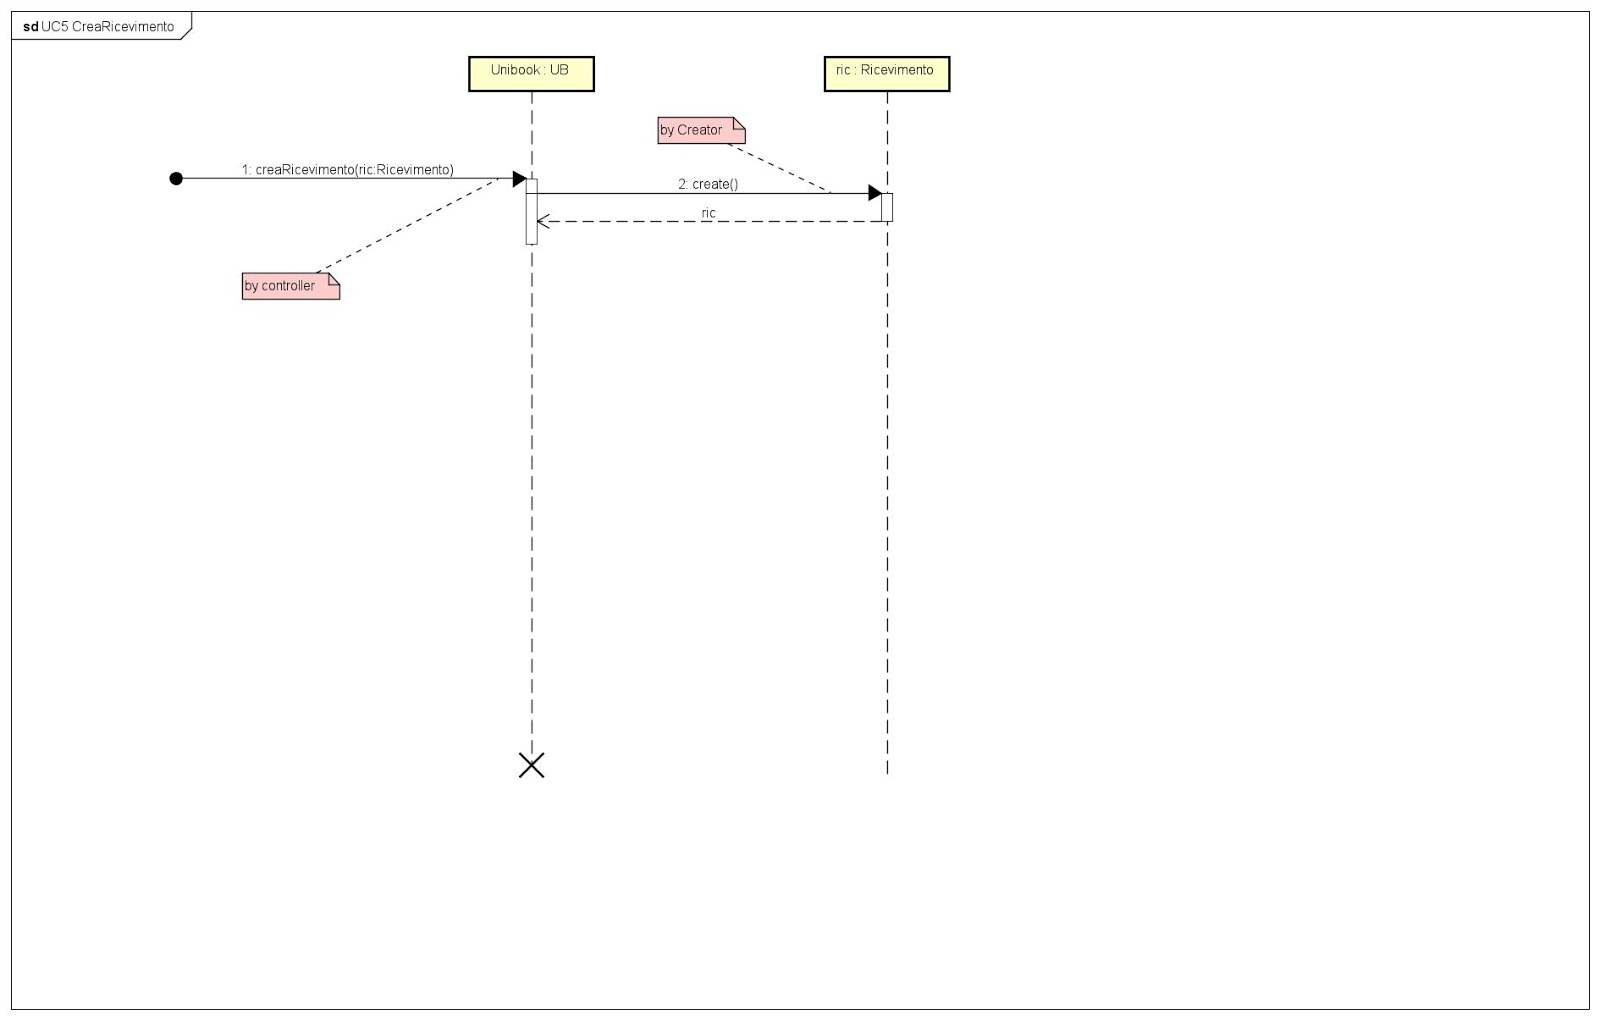 sd UC5 CreaRicevimento
Unibook : UB
ric : Ricevimento
by Creator
1: creaRicevimento(ric:Ricevimento)
2: create()
ric
by controller